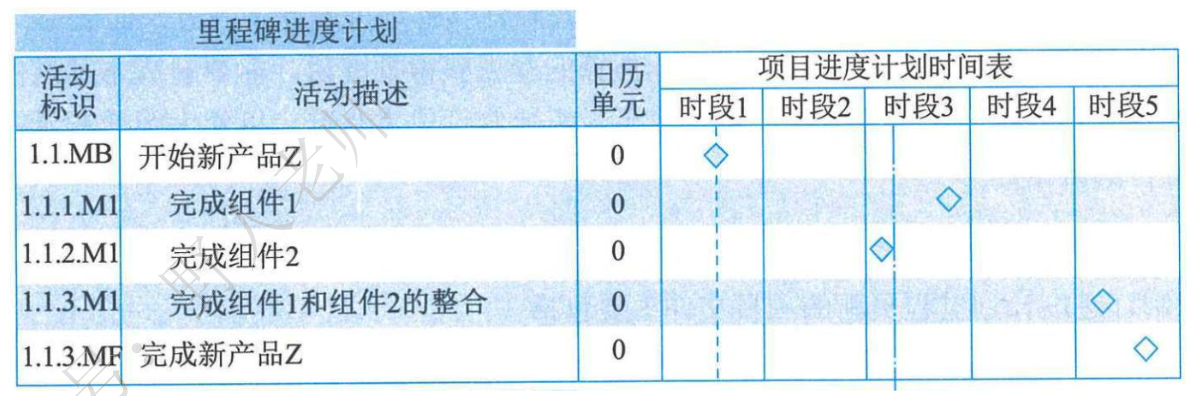 里程碑进度计划
活动标识 活动描述 日历单元 项目进度计划时间表
时段1 时段2 时段3 时段4 时段5
1.1.MB 开始新产品Z 0
1.1.1.M1 完成组件1 0
1.1.2.M1 完成组件2 0
1.1.3.M1 完成组件1和组件2的整合 0
1.1.3.MF 完成新产品Z 0
号:野人老师